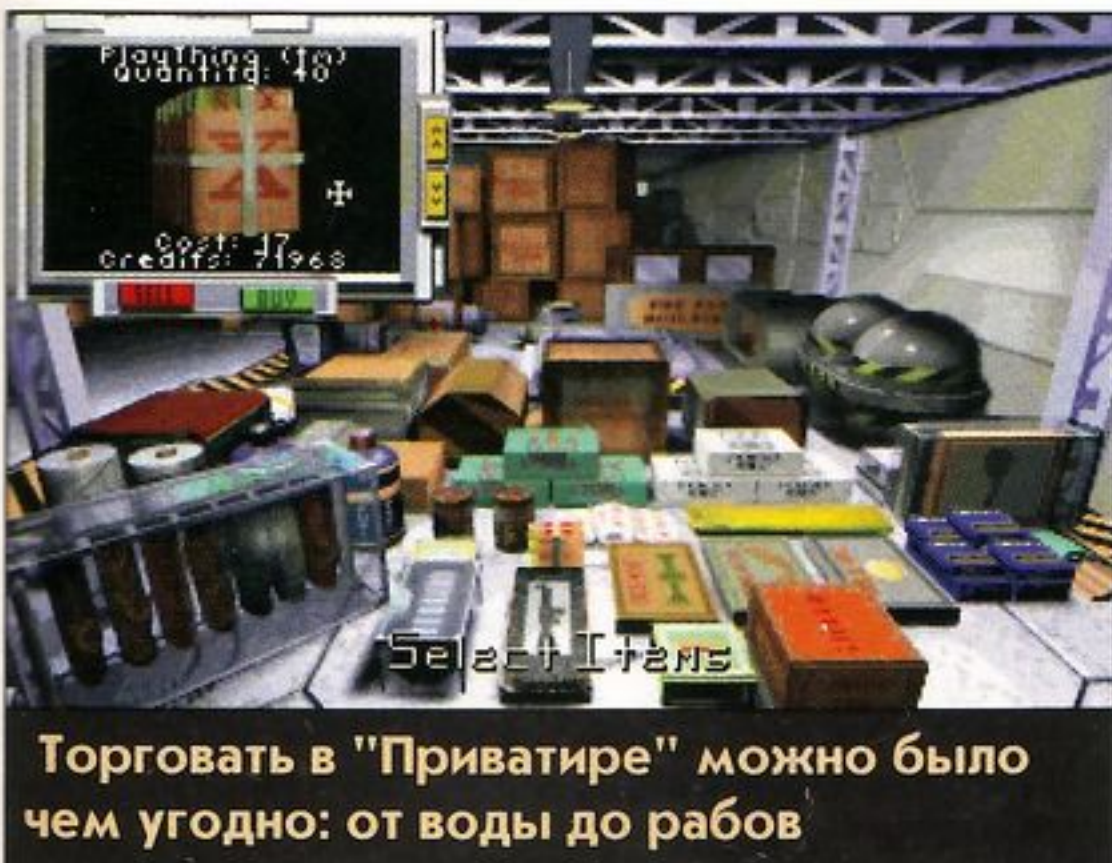 PlayThing (tm)
Quantity: 40
Cost: 17
Credits: 71968
SELL BUY
Select Items
Торговать в "Приватире" можно было
чем угодно: от воды до рабов